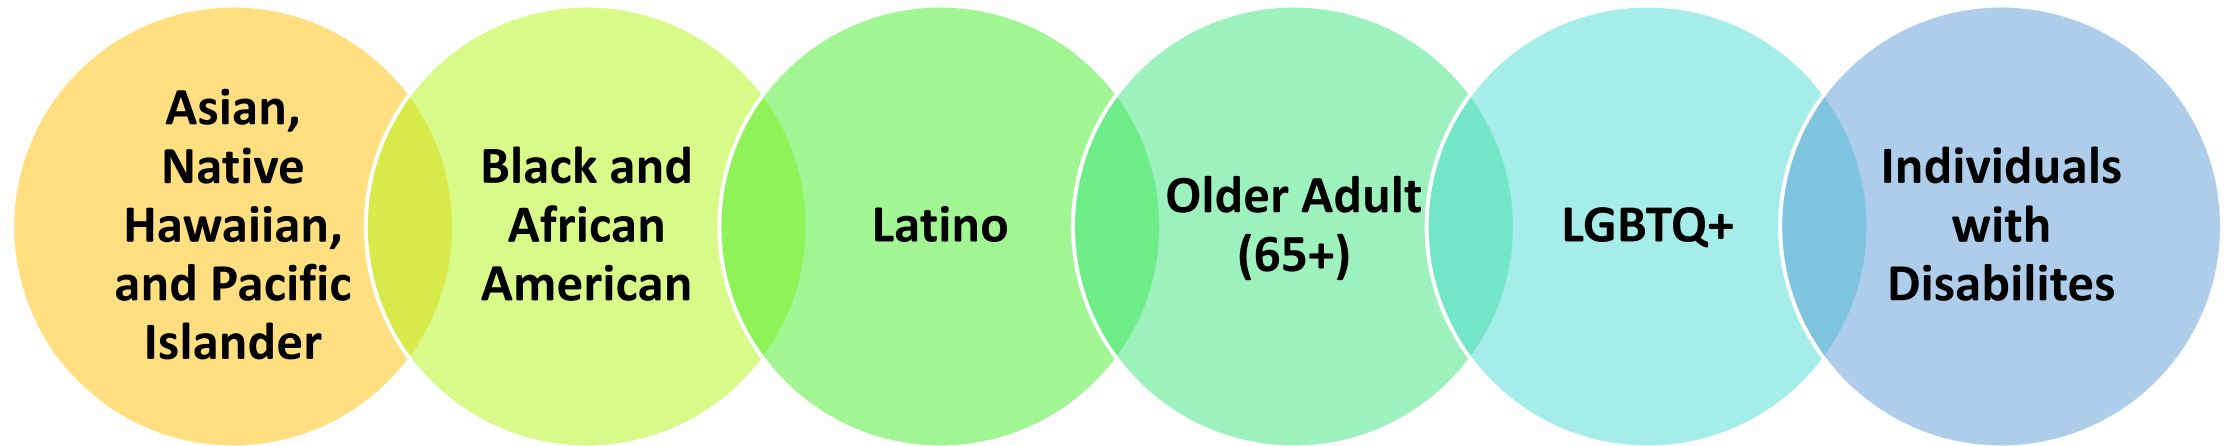 Asian,
Native
Hawaiian,
and Pacific
Islander
Black and
African
American
Latino
Older Adult
(65+)
LGBTQ+
Individuals
with
Disabilites